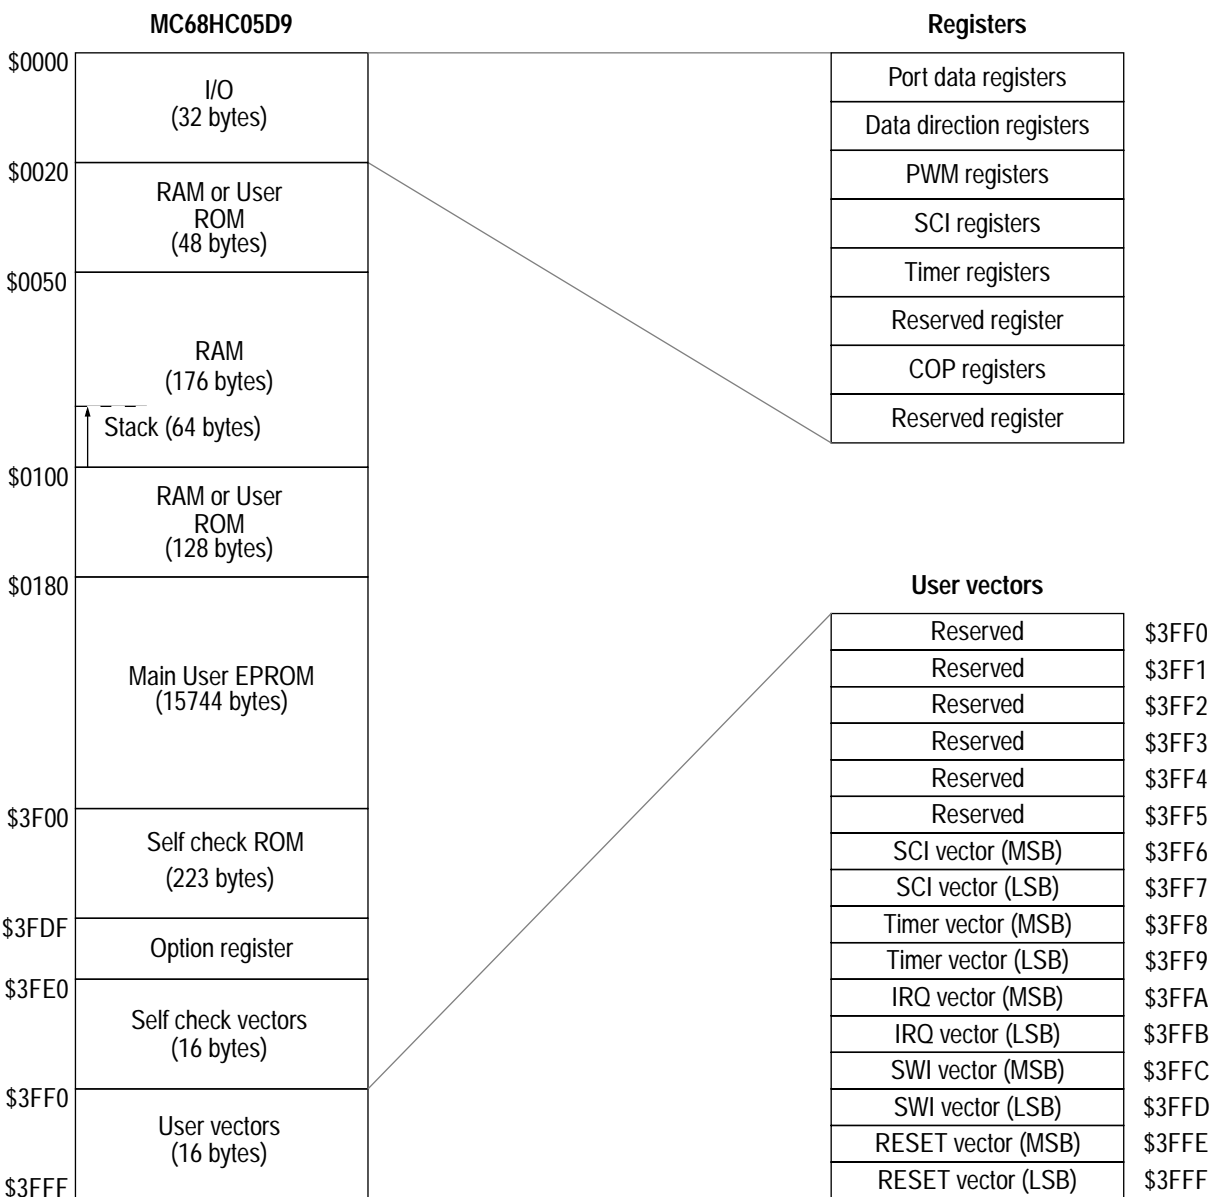 MC68HC05D9
$0000
I/O
(32 bytes)
$0020
RAM or User
ROM
(48 bytes)
$0050
RAM
(176 bytes)
Stack (64 bytes)
$0100
RAM or User
ROM
(128 bytes)
$0180
Main User EPROM
(15744 bytes)
$3F00
Self check ROM
(223 bytes)
$3FDF
Option register
$3FE0
Self check vectors
(16 bytes)
$3FF0
User vectors
(16 bytes)
$3FFF
Registers
Port data registers
Data direction registers
PWM registers
SCI registers
Timer registers
Reserved register
COP registers
Reserved register
User vectors
Reserved $3FF0
Reserved $3FF1
Reserved $3FF2
Reserved $3FF3
Reserved $3FF4
Reserved $3FF5
SCI vector (MSB) $3FF6
SCI vector (LSB) $3FF7
Timer vector (MSB) $3FF8
Timer vector (LSB) $3FF9
IRQ vector (MSB) $3FFA
IRQ vector (LSB) $3FFB
SWI vector (MSB) $3FFC
SWI vector (LSB) $3FFD
RESET vector (MSB) $3FFE
RESET vector (LSB) $3FFF